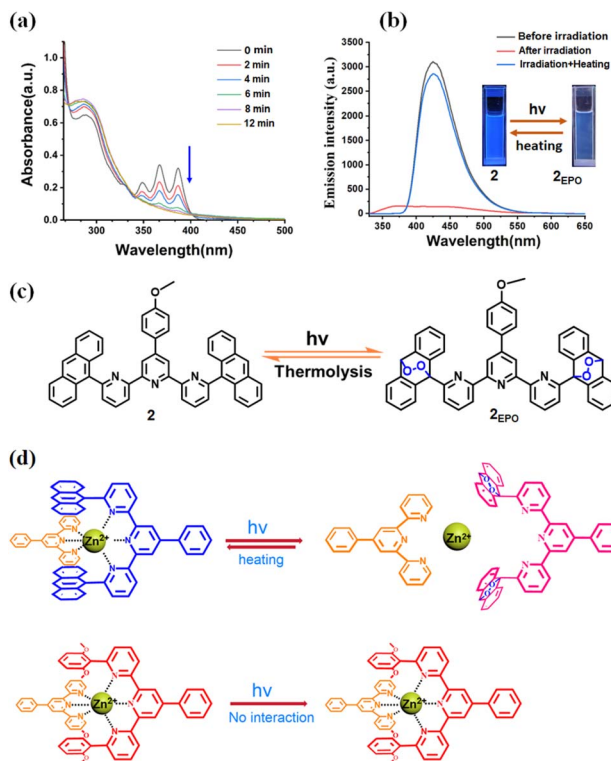 (a)
0 min
2 min
4 min
6 min
8 min
12 min
1.0
0.8
0.6
0.4
0.2
0.0
300
350
400
450
500
Absorbance(a.u.)
Wavelength(nm)
(b)
Before irradiation
After irradiation
Irradiation+Heating
3500
3000
2500
2000
1500
1000
500
0
350
400
450
500
550
600
650
Emission intensity (a.u.)
Wavelength(nm)
hν
heating
2
2EPO
(c)
O
N
N
N
2
hν
Thermolysis
O
O
O
N
N
N
O
O
2EPO
(d)
Zn2+
N
N
N
hν
heating
N
N
N
Zn2+
N
N
N
Zn2+
N
N
N
hν
No interaction
Zn2+
N
N
N